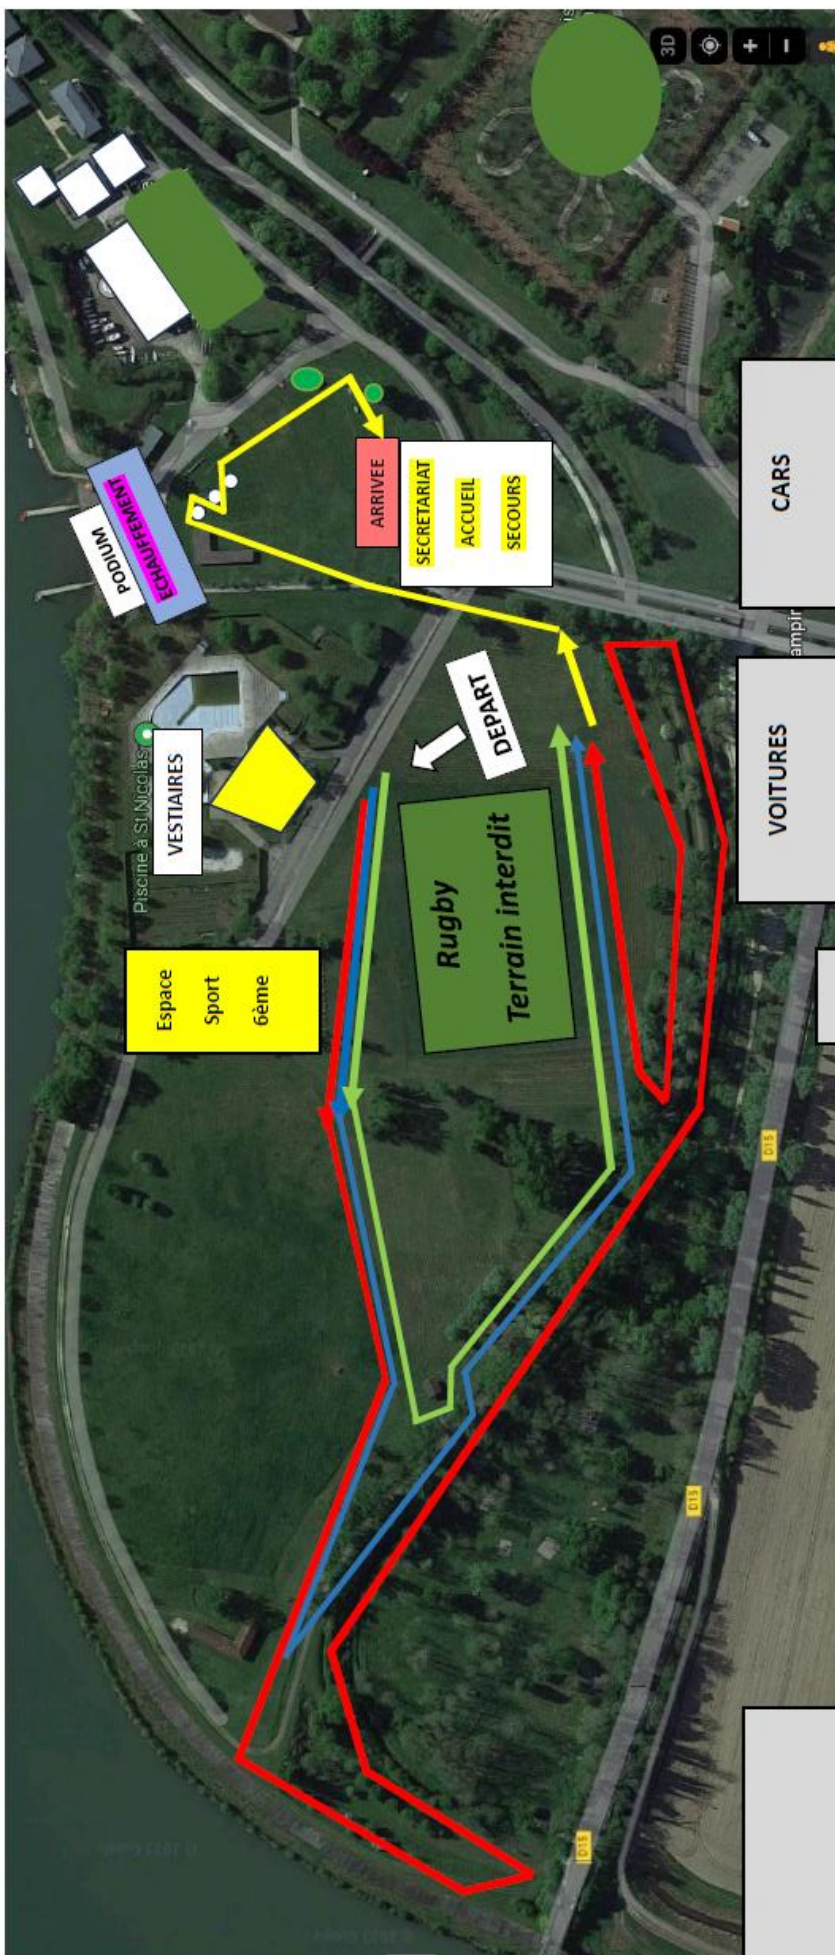 3D
PODIUM
ECHAUFFEMENT
ARRIVEE
SECRETARIAT
ACCUEIL
SECOURS
CARS
Piscine à St Nicolas
VESTIAIRES
DEPART
ampir
VOITURES
Espace
Sport
6ème
Rugby
Terrain interdit
D15
D15
D15